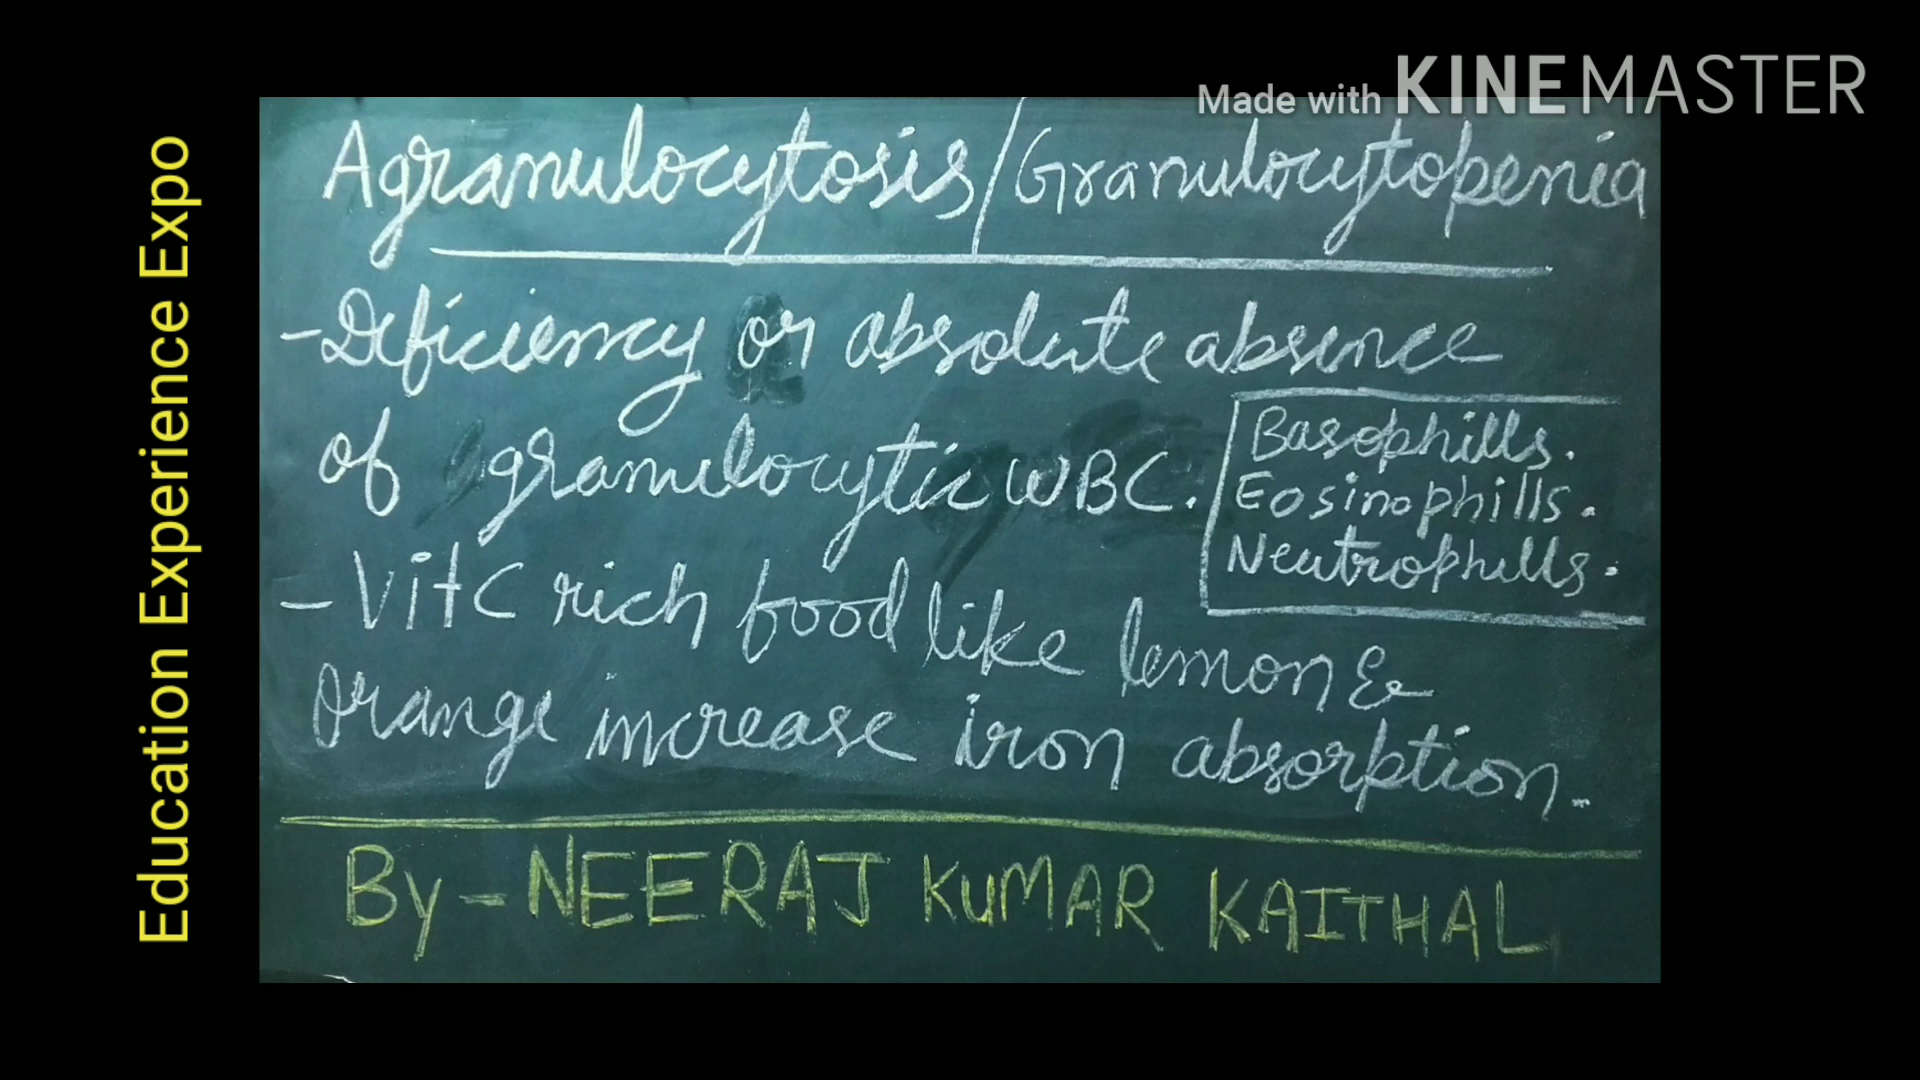 Made with KINEMASTER
Education Experience Expo
Agranulocytosis/Granulocytopenia
- Deficiency or absolute absence
of granulocytic WBC.
Basophills.
Eosinophills.
Neutrophills.
- Vit C rich food like lemon &
Orange increase iron absorption.
By - NEERAJ KUMAR KAITHAL